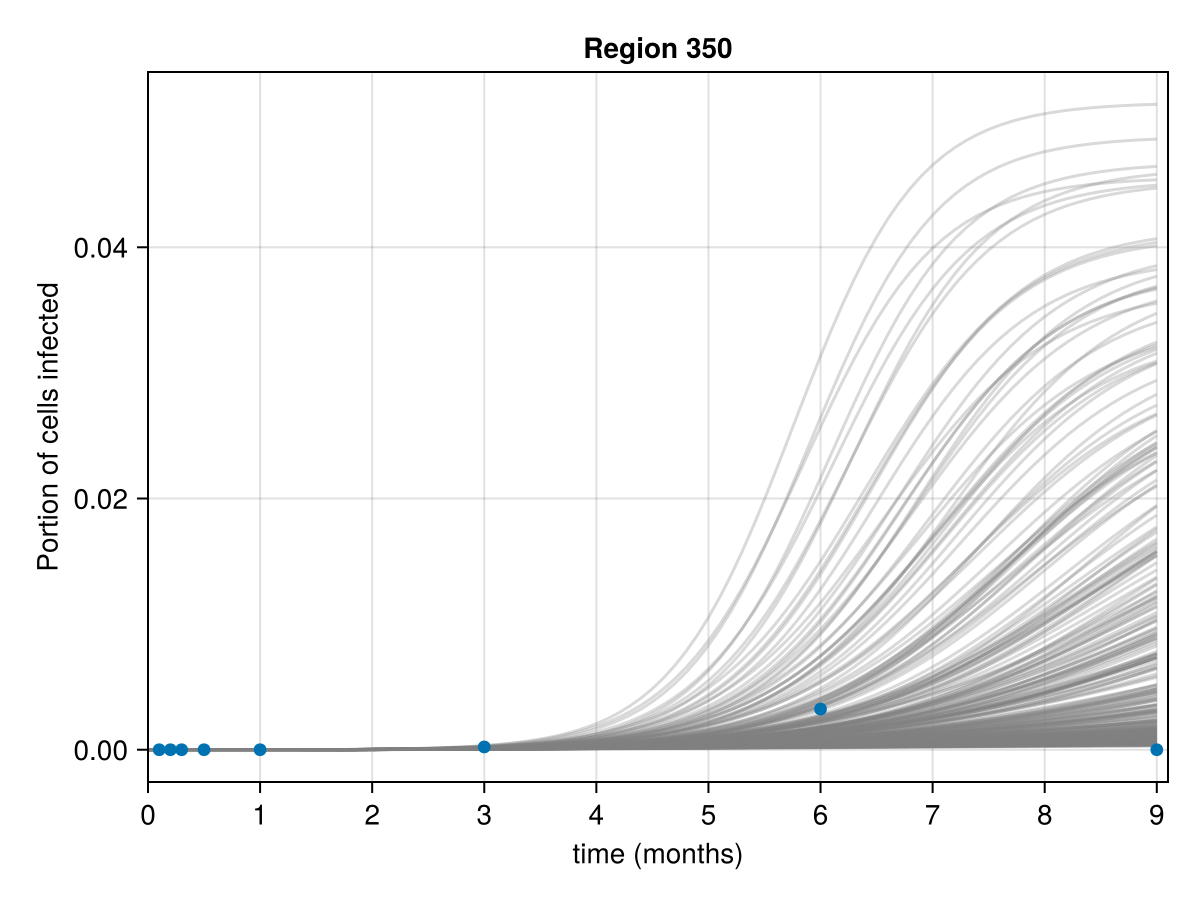 Region 350
Portion of cells infected
0.04
0.02
0.00
0 1 2 3 4 5 6 7 8 9
time (months)